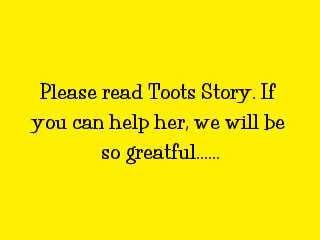 Please read Toots Story. If
you can help her, we will be
so greatful......